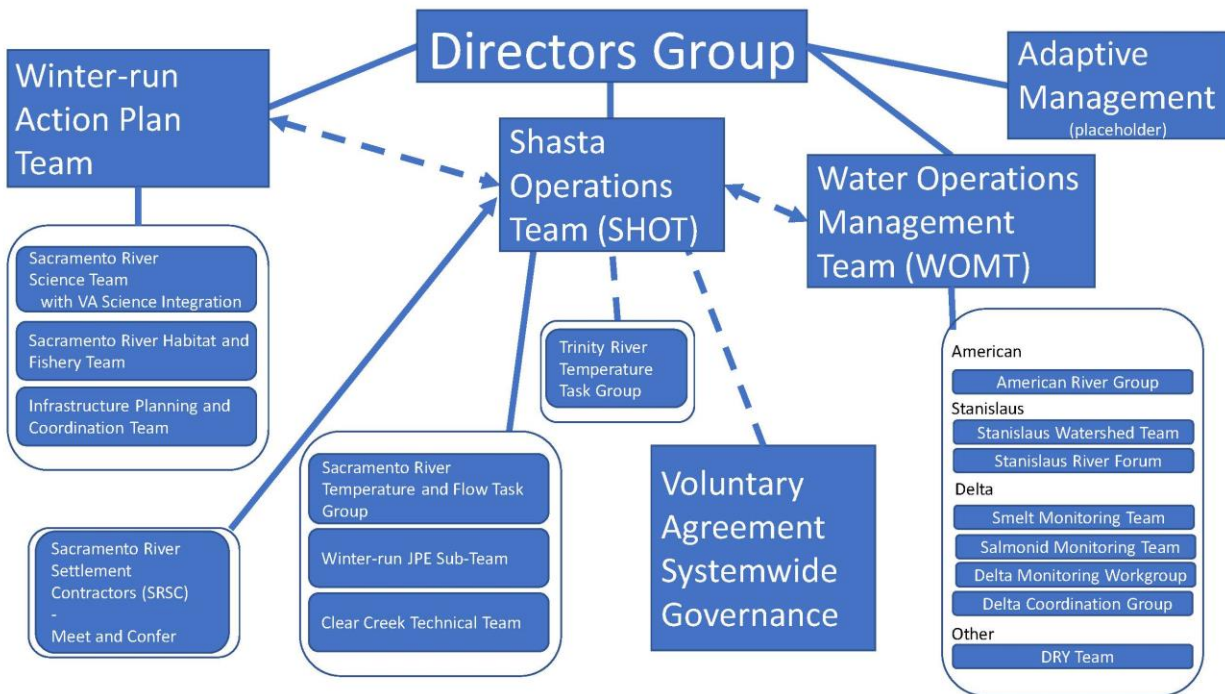 Directors Group
Winter-run
Action Plan
Team
Adaptive
Management
(placeholder)
Shasta
Operations
Team (SHOT)
Water Operations
Management
Team (WOMT)
Sacramento River
Science Team
with VA Science Integration
Sacramento River Habitat and
Fishery Team
Infrastructure Planning and
Coordination Team
Sacramento River
Settlement
Contractors (SRSC)
-
Meet and Confer
Sacramento River
Temperature and Flow Task
Group
Winter-run JPE Sub-Team
Clear Creek Technical Team
Trinity River
Temperature
Task Group
Voluntary
Agreement
Systemwide
Governance
American
American River Group
Stanislaus
Stanislaus Watershed Team
Stanislaus River Forum
Delta
Smelt Monitoring Team
Salmonid Monitoring Team
Delta Monitoring Workgroup
Delta Coordination Group
Other
DRY Team